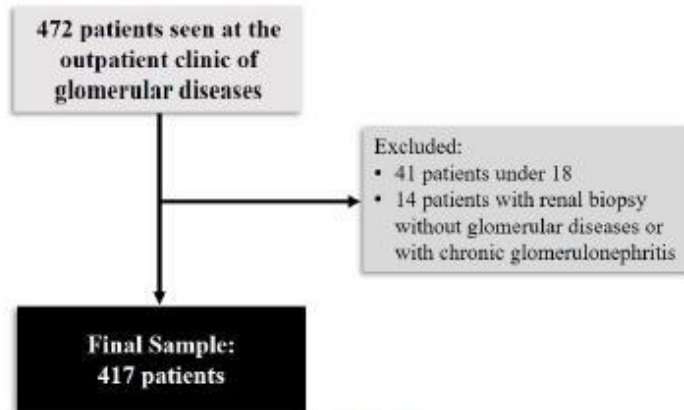 472 patients seen at the
outpatient clinic of
glomerular diseases
Excluded:
• 41 patients under 18
• 14 patients with renal biopsy
without glomerular diseases or
with chronic glomerulonephritis
Final Sample:
417 patients